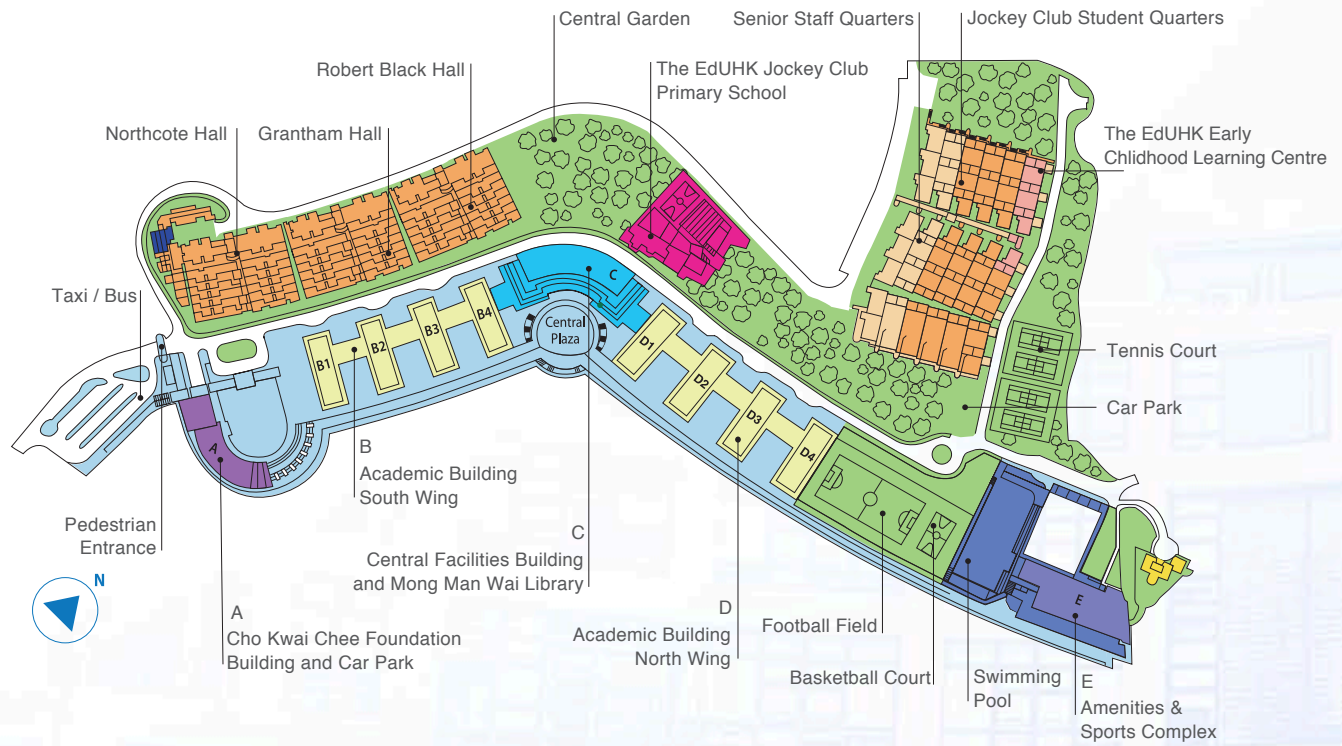 Central Garden
Senior Staff Quarters
Jockey Club Student Quarters
Robert Black Hall
The EdUHK Jockey Club
Primary School
Northcote Hall
Grantham Hall
The EdUHK Early
Chlidhood Learning Centre
Taxi / Bus
C
Central
Plaza
B1
B2
B3
B4
D1
D2
D3
D4
Tennis Court
Car Park
A
B
Academic Building
South Wing
Pedestrian
Entrance
C
Central Facilities Building
and Mong Man Wai Library
N
A
Cho Kwai Chee Foundation
Building and Car Park
D
Academic Building
North Wing
Football Field
Basketball Court
Swimming
Pool
E
E
Amenities &
Sports Complex